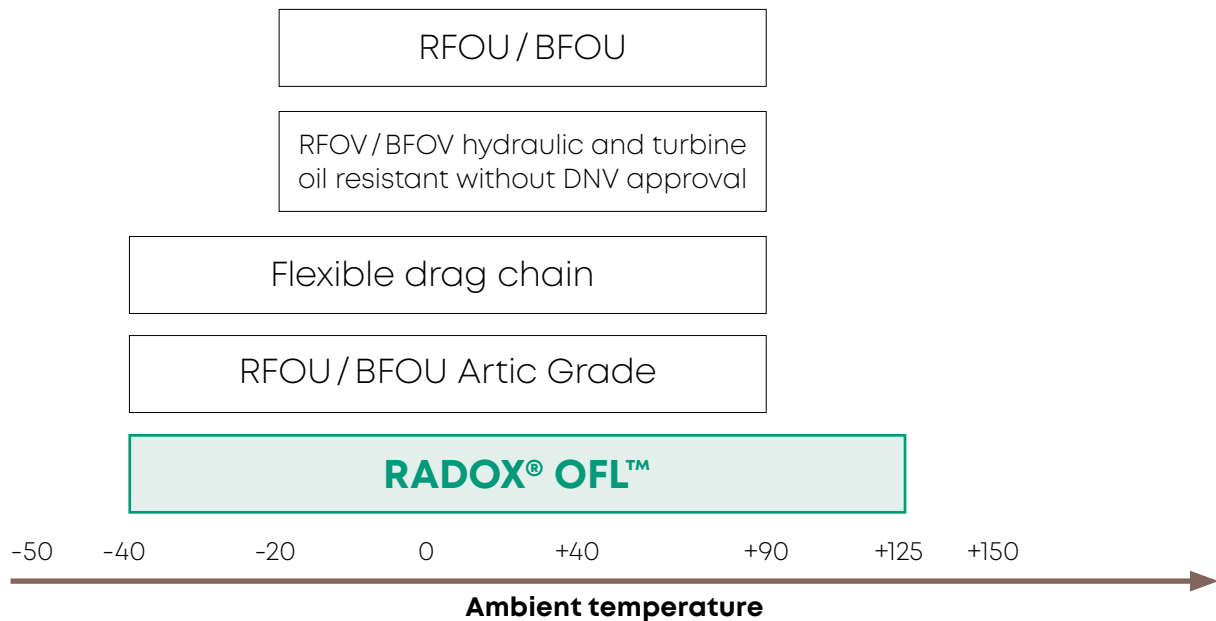 RFOU / BFOU
RFOV / BFOV hydraulic and turbine
oil resistant without DNV approval
Flexible drag chain
RFOU / BFOU Artic Grade
RADOX® OFL™
-50 -40 -20 0 +40 +90 +125 +150
Ambient temperature